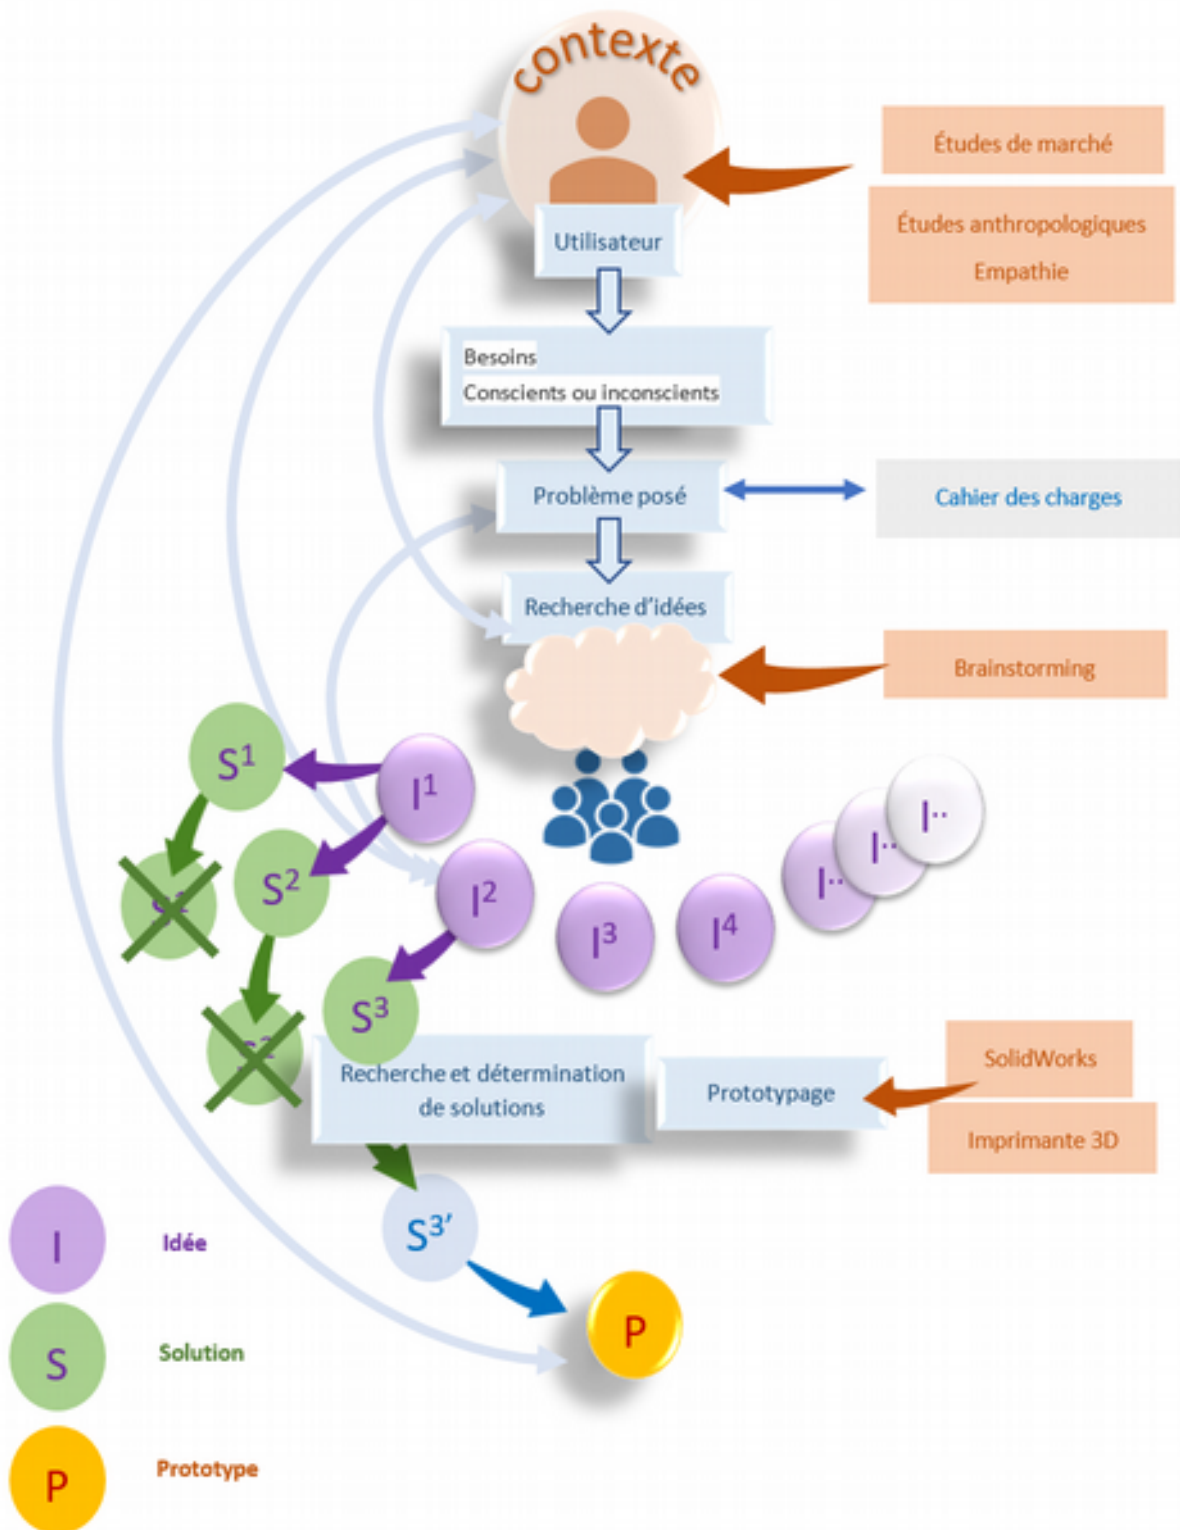 contexte
Études de marché
Études anthropologiques
Empathie
Utilisateur
Besoins
Conscients ou inconscients
Problème posé
Cahier des charges
Recherche d'idées
Brainstorming
S1
I1
I··
I··
I··
S1
S2
I2
I3
I4
S3
S2
Recherche et détermination
de solutions
Prototypage
SolidWorks
Imprimante 3D
S3'
I
Idée
P
S
Solution
P
Prototype